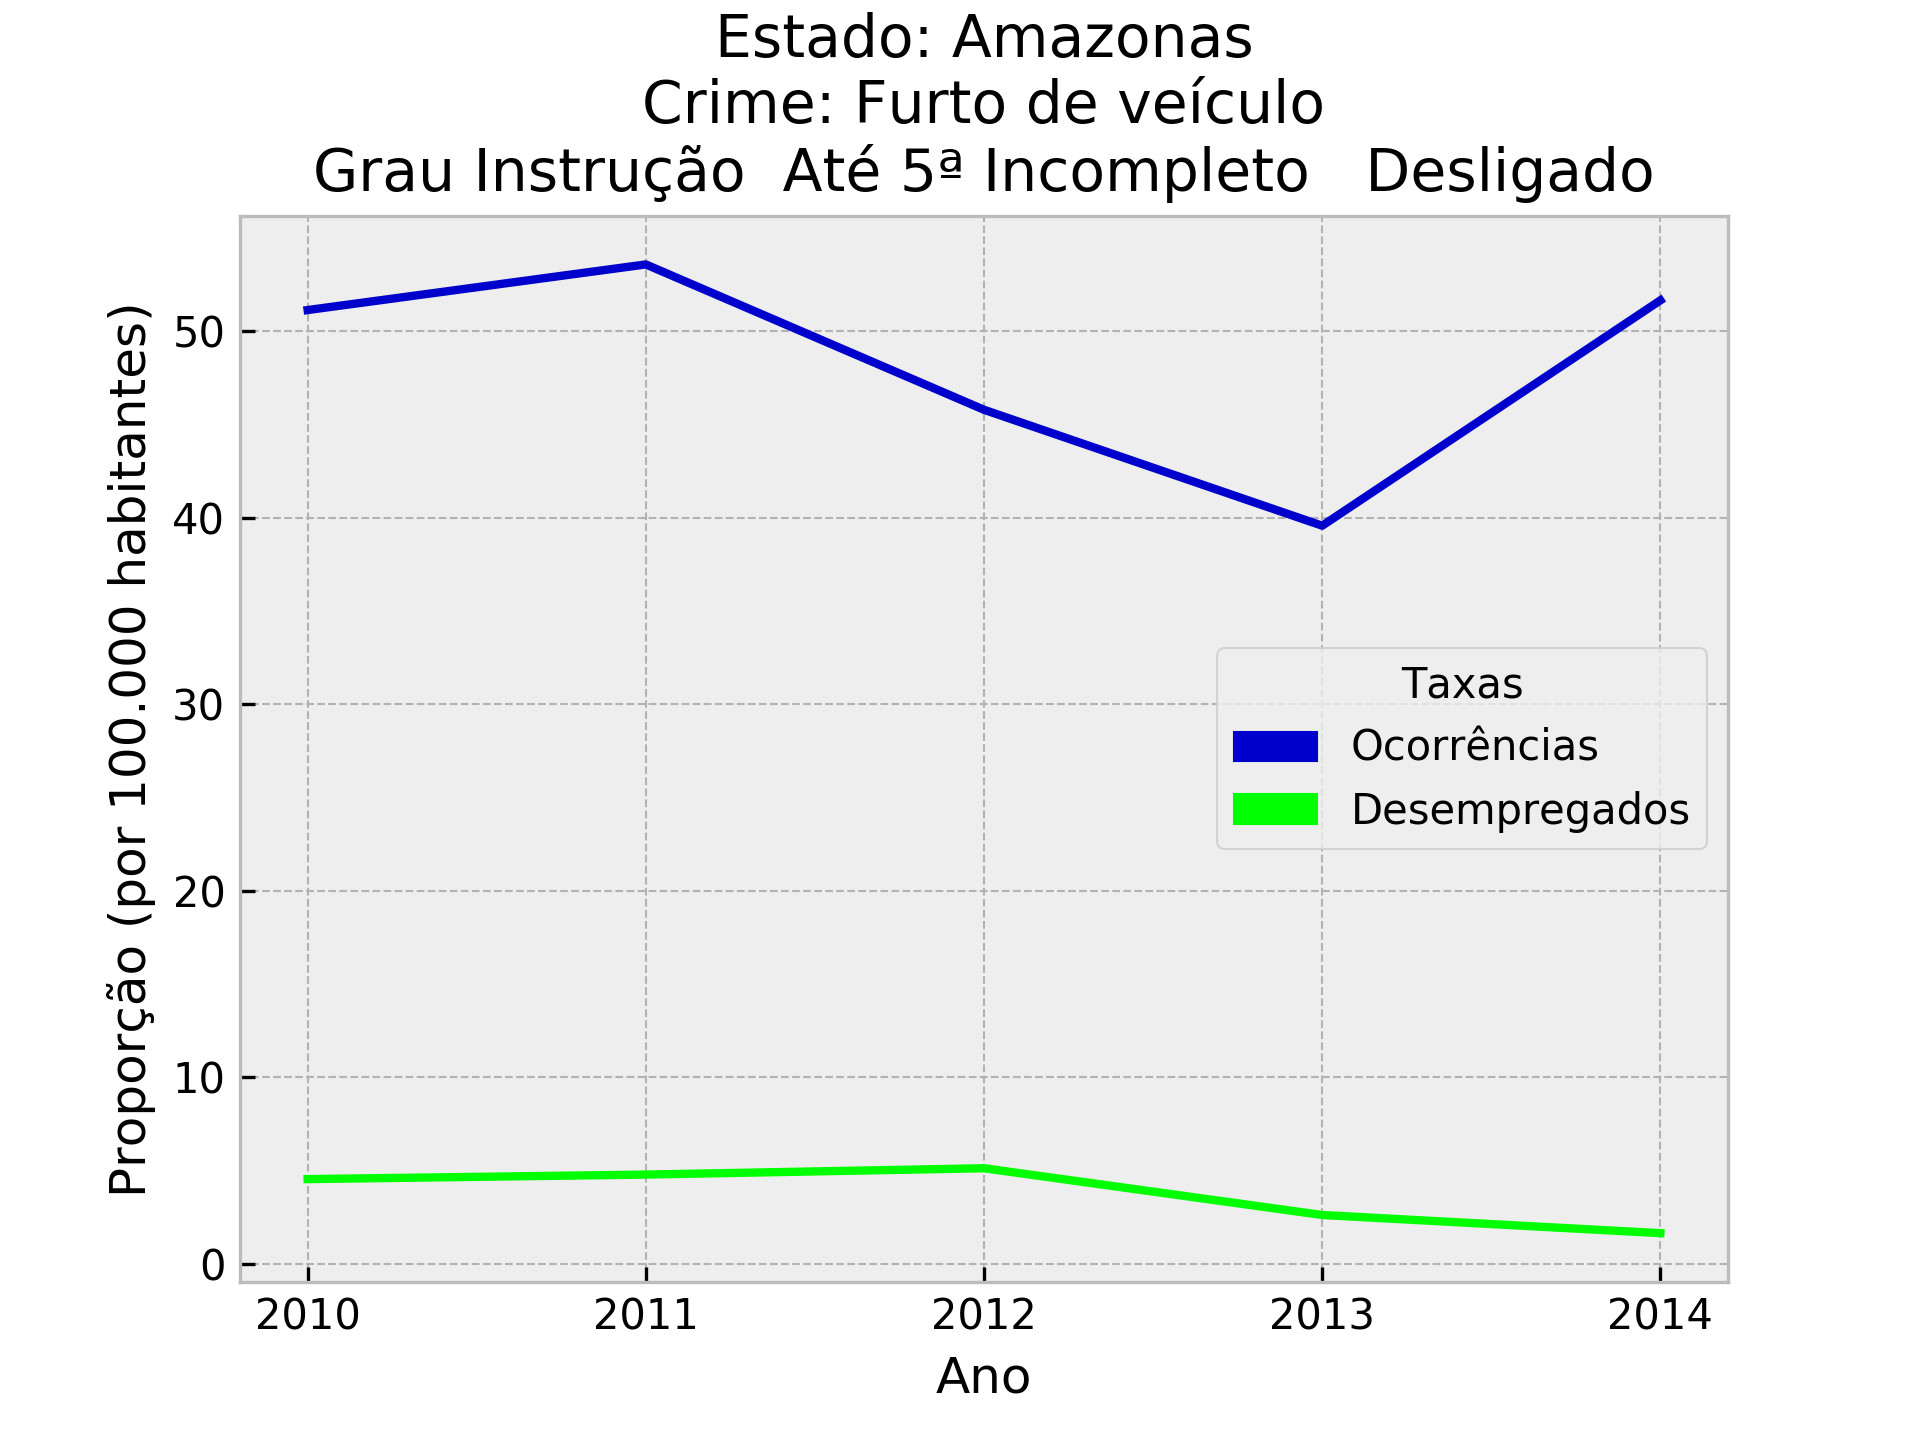 Estado: Amazonas
Crime: Furto de veículo
Grau Instrução  Até 5ª Incompleto   Desligado
Proporção (por 100.000 habitantes)
50
40
30
20
10
0
Taxas
Ocorrências
Desempregados
2010 2011 2012 2013 2014
Ano